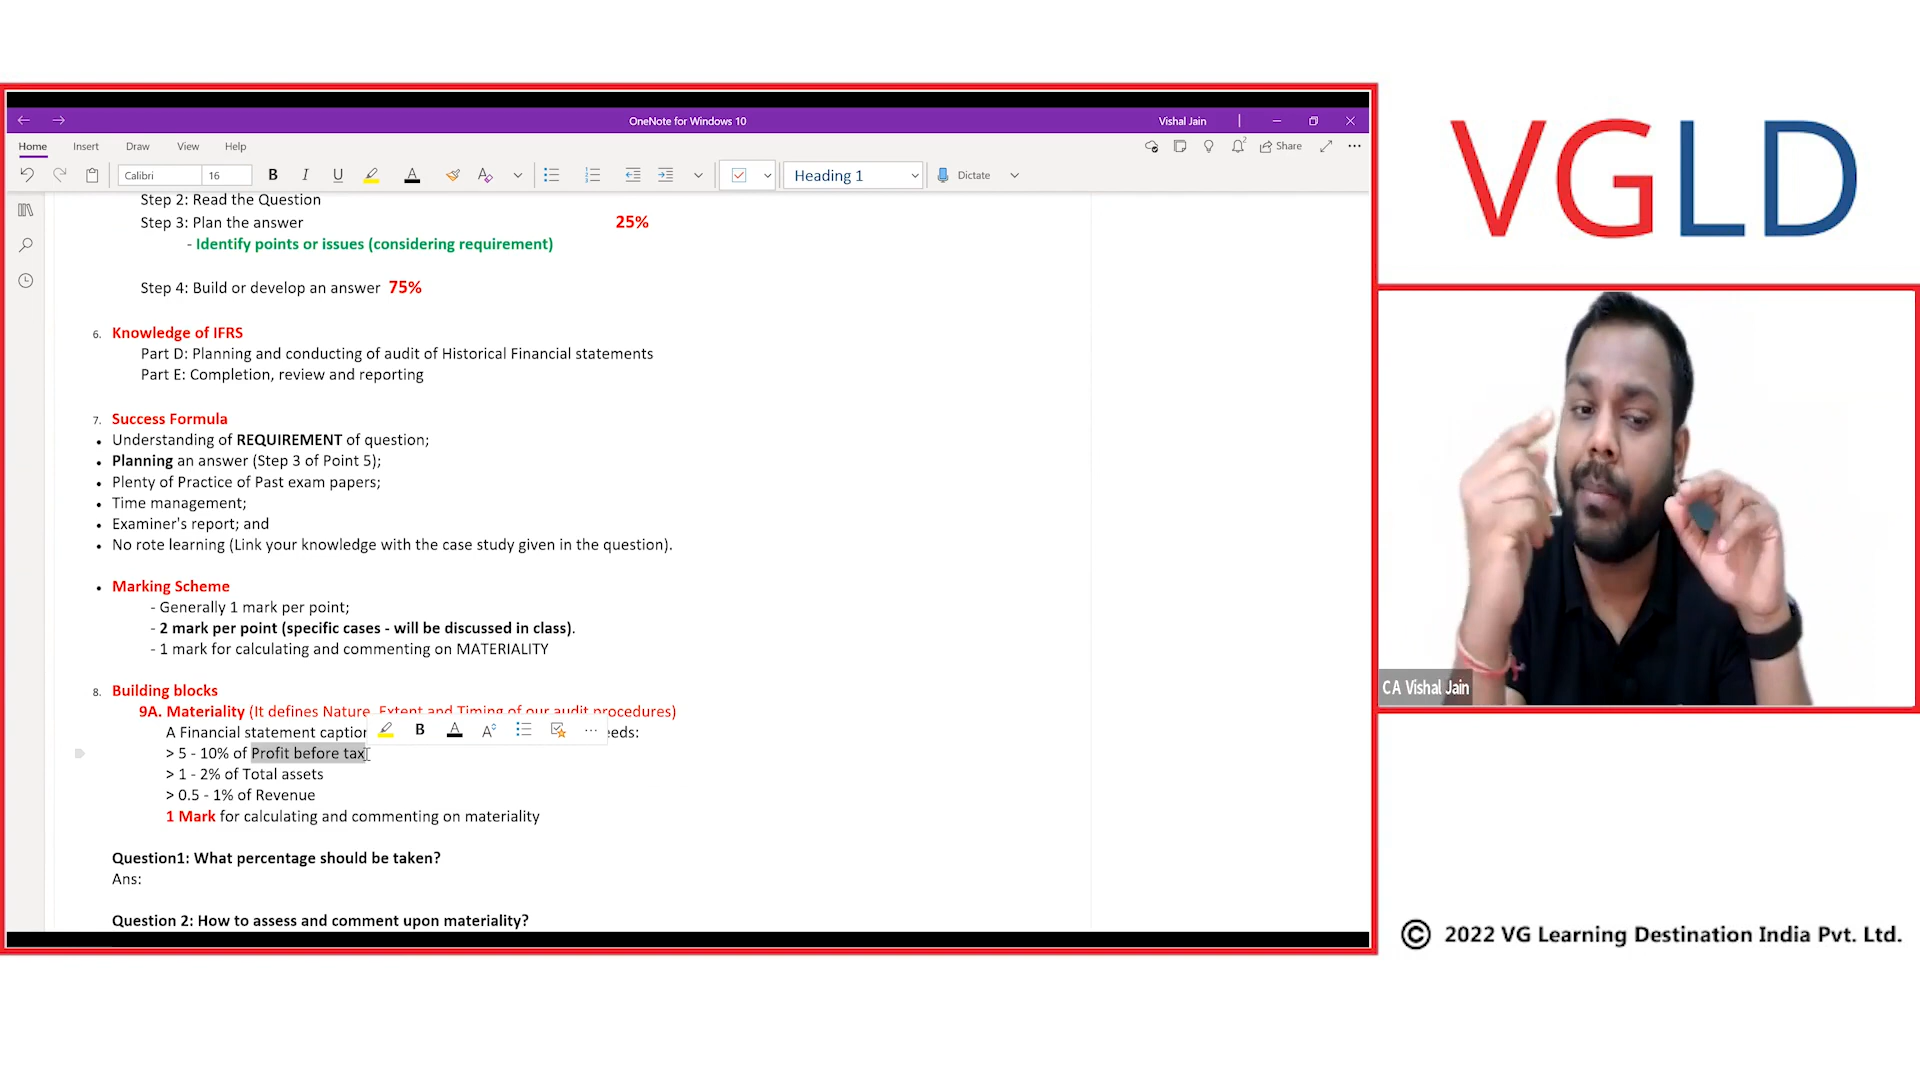 OneNote for Windows 10
Vishal Jain
Home Insert Draw View Help
Share
Calibri 16 B I U A Heading 1 Dictate
VGLD
Step 2: Read the Question
Step 3: Plan the answer 25%
- Identify points or issues (considering requirement)
Step 4: Build or develop an answer 75%
6. Knowledge of IFRS
Part D: Planning and conducting of audit of Historical Financial statements
Part E: Completion, review and reporting
7. Success Formula
• Understanding of REQUIREMENT of question;
• Planning an answer (Step 3 of Point 5);
• Plenty of Practice of Past exam papers;
• Time management;
• Examiner's report; and
• No rote learning (Link your knowledge with the case study given in the question).
• Marking Scheme
- Generally 1 mark per point;
- 2 mark per point (specific cases - will be discussed in class).
- 1 mark for calculating and commenting on MATERIALITY
8. Building blocks
9A. Materiality (It defines Nature, Extent and Timing of our audit procedures)
A Financial statement caption eeds:
> 5 - 10% of Profit before tax
> 1 - 2% of Total assets
> 0.5 - 1% of Revenue
1 Mark for calculating and commenting on materiality
Question1: What percentage should be taken?
Ans:
Question 2: How to assess and comment upon materiality?
CA Vishal Jain
© 2022 VG Learning Destination India Pvt. Ltd.